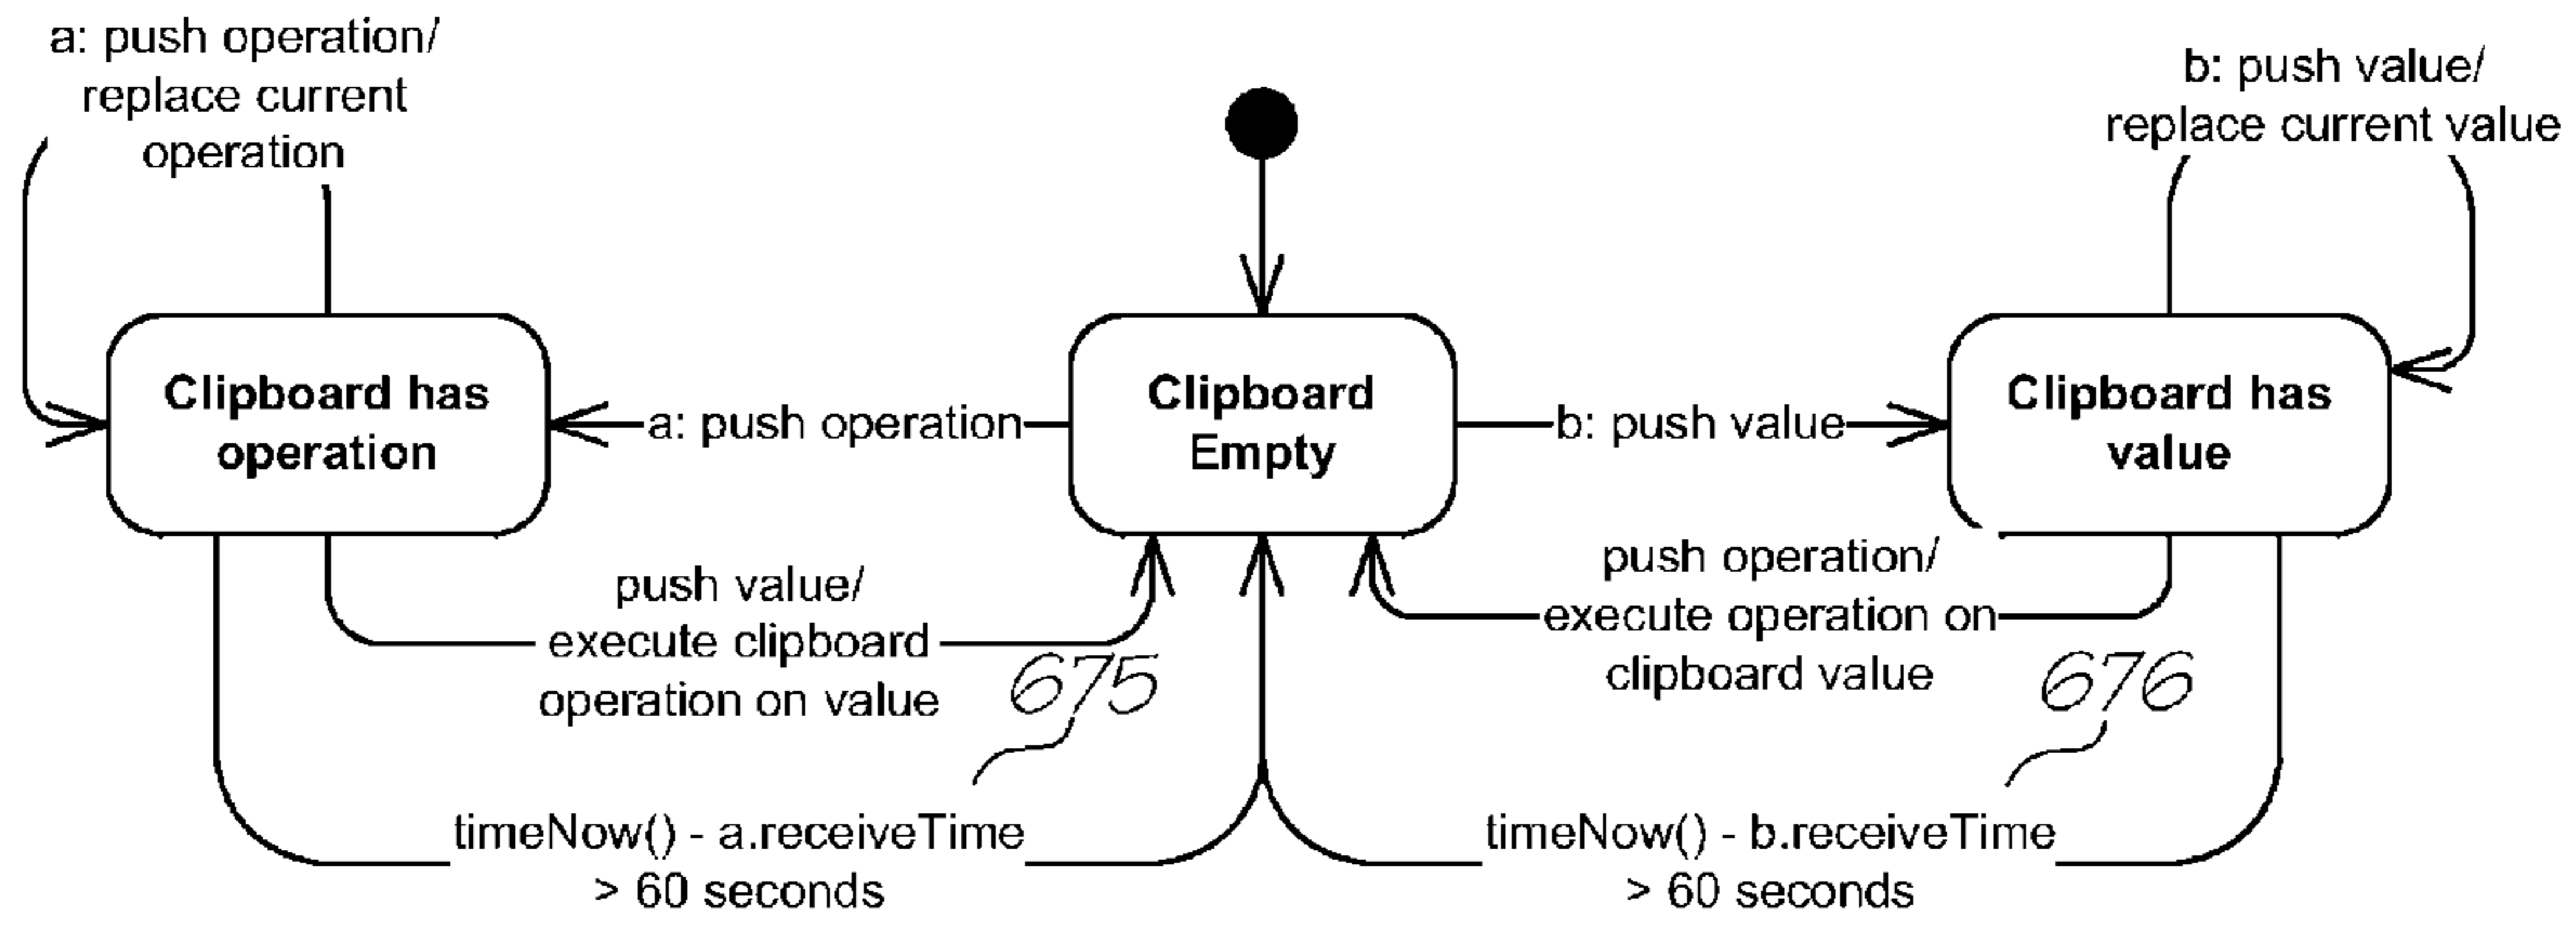 a: push operation/
replace current
operation
b: push value/
replace current value
Clipboard has
operation
a: push operation
Clipboard
Empty
b: push value
Clipboard has
value
push value/
execute clipboard
operation on value
675
push operation/
execute operation on
clipboard value
676
timeNow() - a.receiveTime
> 60 seconds
timeNow() - b.receiveTime
> 60 seconds